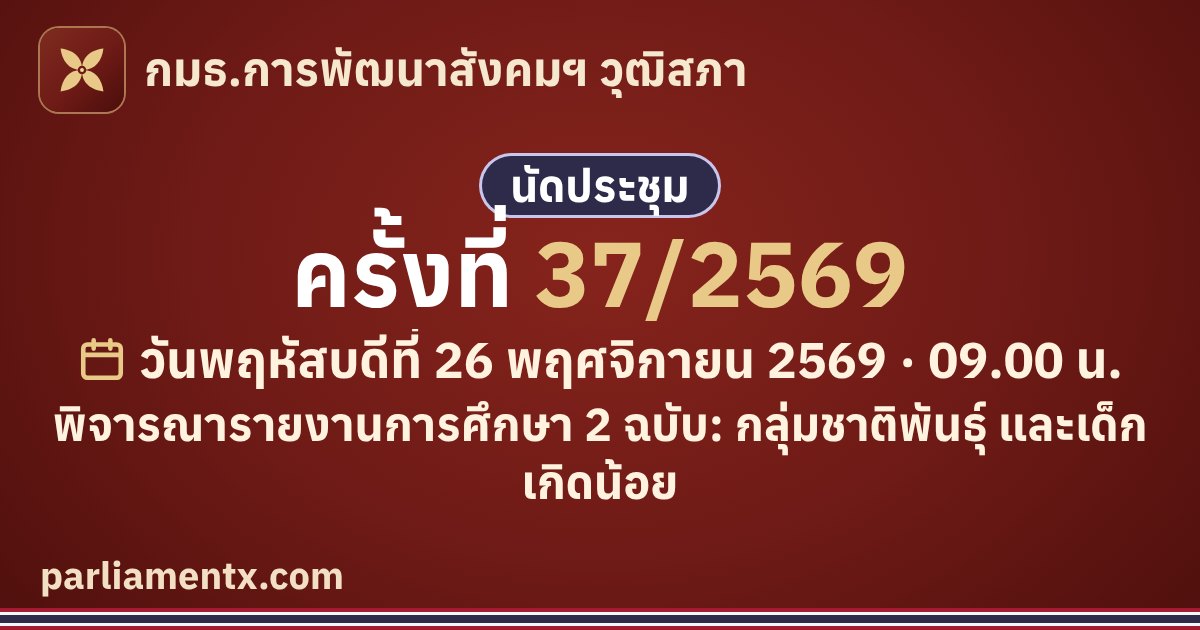 กมธ.การพัฒนาสังคมฯ วุฒิสภา
นัดประชุม
ครั้งที่ 37/2569
วันพฤหัสบดีที่ 26 พฤศจิกายน 2569 · 09.00 น.
พิจารณารายงานการศึกษา 2 ฉบับ: กลุ่มชาติพันธุ์ และเด็ก
เกิดน้อย
parliamentx.com